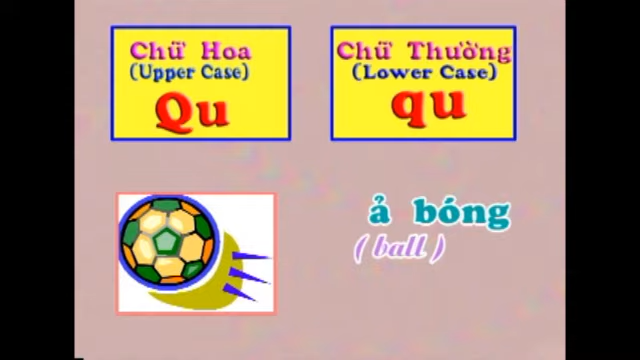 Chữ Hoa
(Upper Case)
Qu
Chữ Thường
(Lower Case)
qu
ả bóng
(ball)